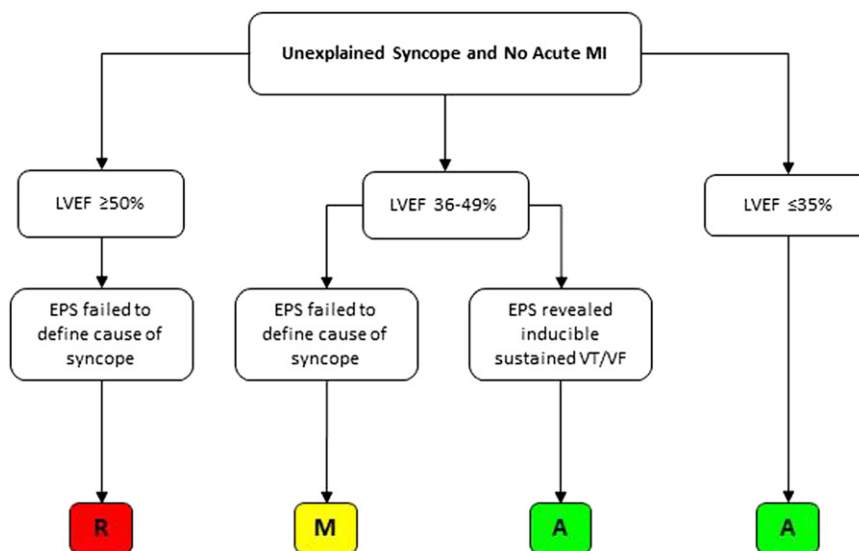 Unexplained Syncope and No Acute MI
LVEF ≥50%
LVEF 36-49%
LVEF ≤35%
EPS failed to
define cause of
syncope
EPS failed to
define cause of
syncope
EPS revealed
inducible
sustained VT/VF
R
M
A
A